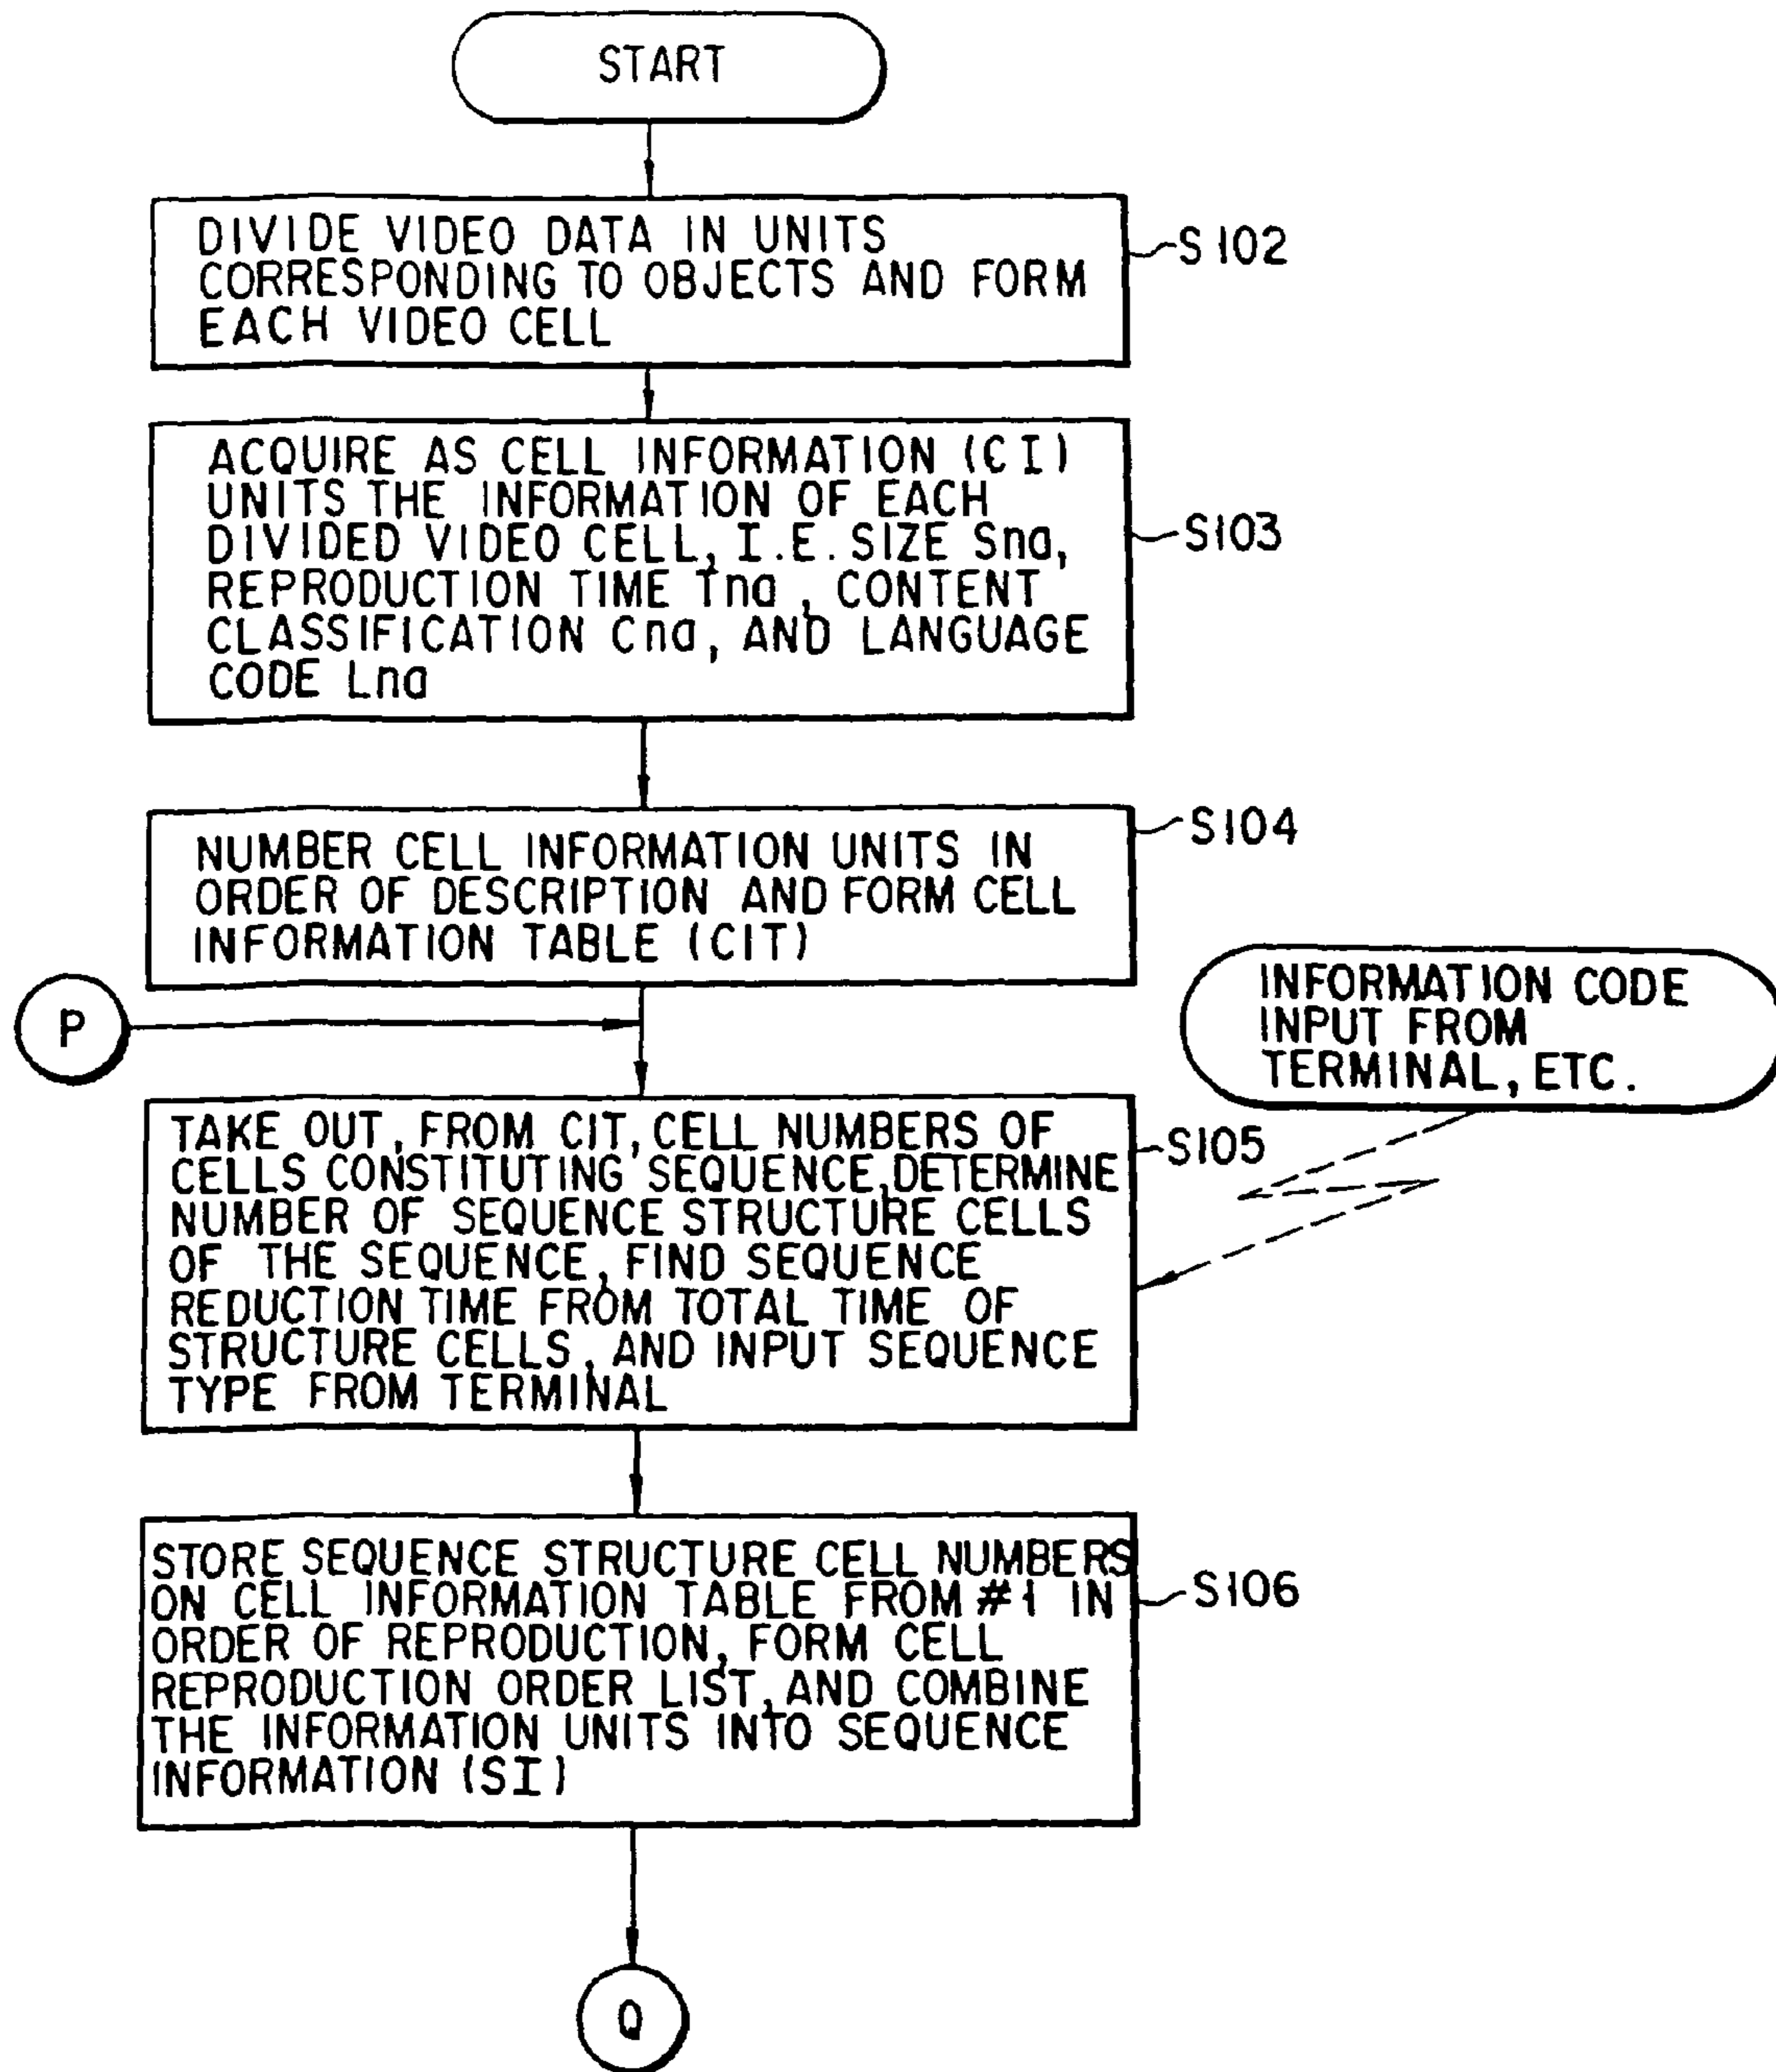 START
DIVIDE VIDEO DATA IN UNITS
CORRESPONDING TO OBJECTS AND FORM
EACH VIDEO CELL
S102
ACQUIRE AS CELL INFORMATION (CI)
UNITS THE INFORMATION OF EACH
DIVIDED VIDEO CELL, I.E. SIZE Sna,
REPRODUCTION TIME Tna, CONTENT
CLASSIFICATION Cna, AND LANGUAGE
CODE Lna
S103
NUMBER CELL INFORMATION UNITS IN
ORDER OF DESCRIPTION AND FORM CELL
INFORMATION TABLE (CIT)
S104
P
INFORMATION CODE
INPUT FROM
TERMINAL, ETC.
TAKE OUT, FROM CIT, CELL NUMBERS OF
CELLS CONSTITUTING SEQUENCE, DETERMINE
NUMBER OF SEQUENCE STRUCTURE CELLS
OF THE SEQUENCE, FIND SEQUENCE
REDUCTION TIME FROM TOTAL TIME OF
STRUCTURE CELLS, AND INPUT SEQUENCE
TYPE FROM TERMINAL
S105
STORE SEQUENCE STRUCTURE CELL NUMBERS
ON CELL INFORMATION TABLE FROM #1 IN
ORDER OF REPRODUCTION, FORM CELL
REPRODUCTION ORDER LIST, AND COMBINE
THE INFORMATION UNITS INTO SEQUENCE
INFORMATION (SI)
S106
Q